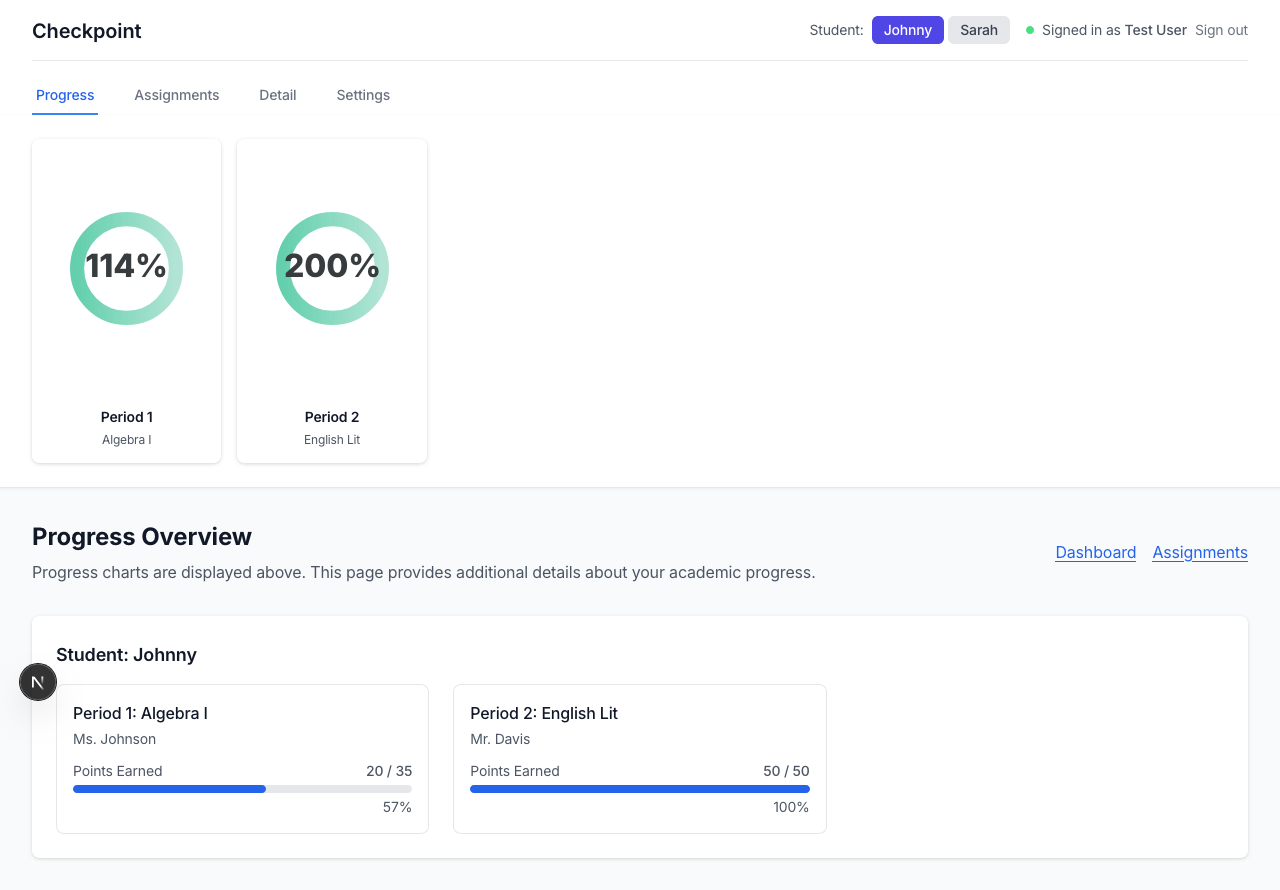 Checkpoint
Student: Johnny Sarah Signed in as Test User Sign out
Progress Assignments Detail Settings
114% 200%
Period 1 Period 2
Algebra I English Lit
Progress Overview
Dashboard Assignments
Progress charts are displayed above. This page provides additional details about your academic progress.
Student: Johnny
N
Period 1: Algebra I
Ms. Johnson
Points Earned 20 / 35
57%
Period 2: English Lit
Mr. Davis
Points Earned 50 / 50
100%